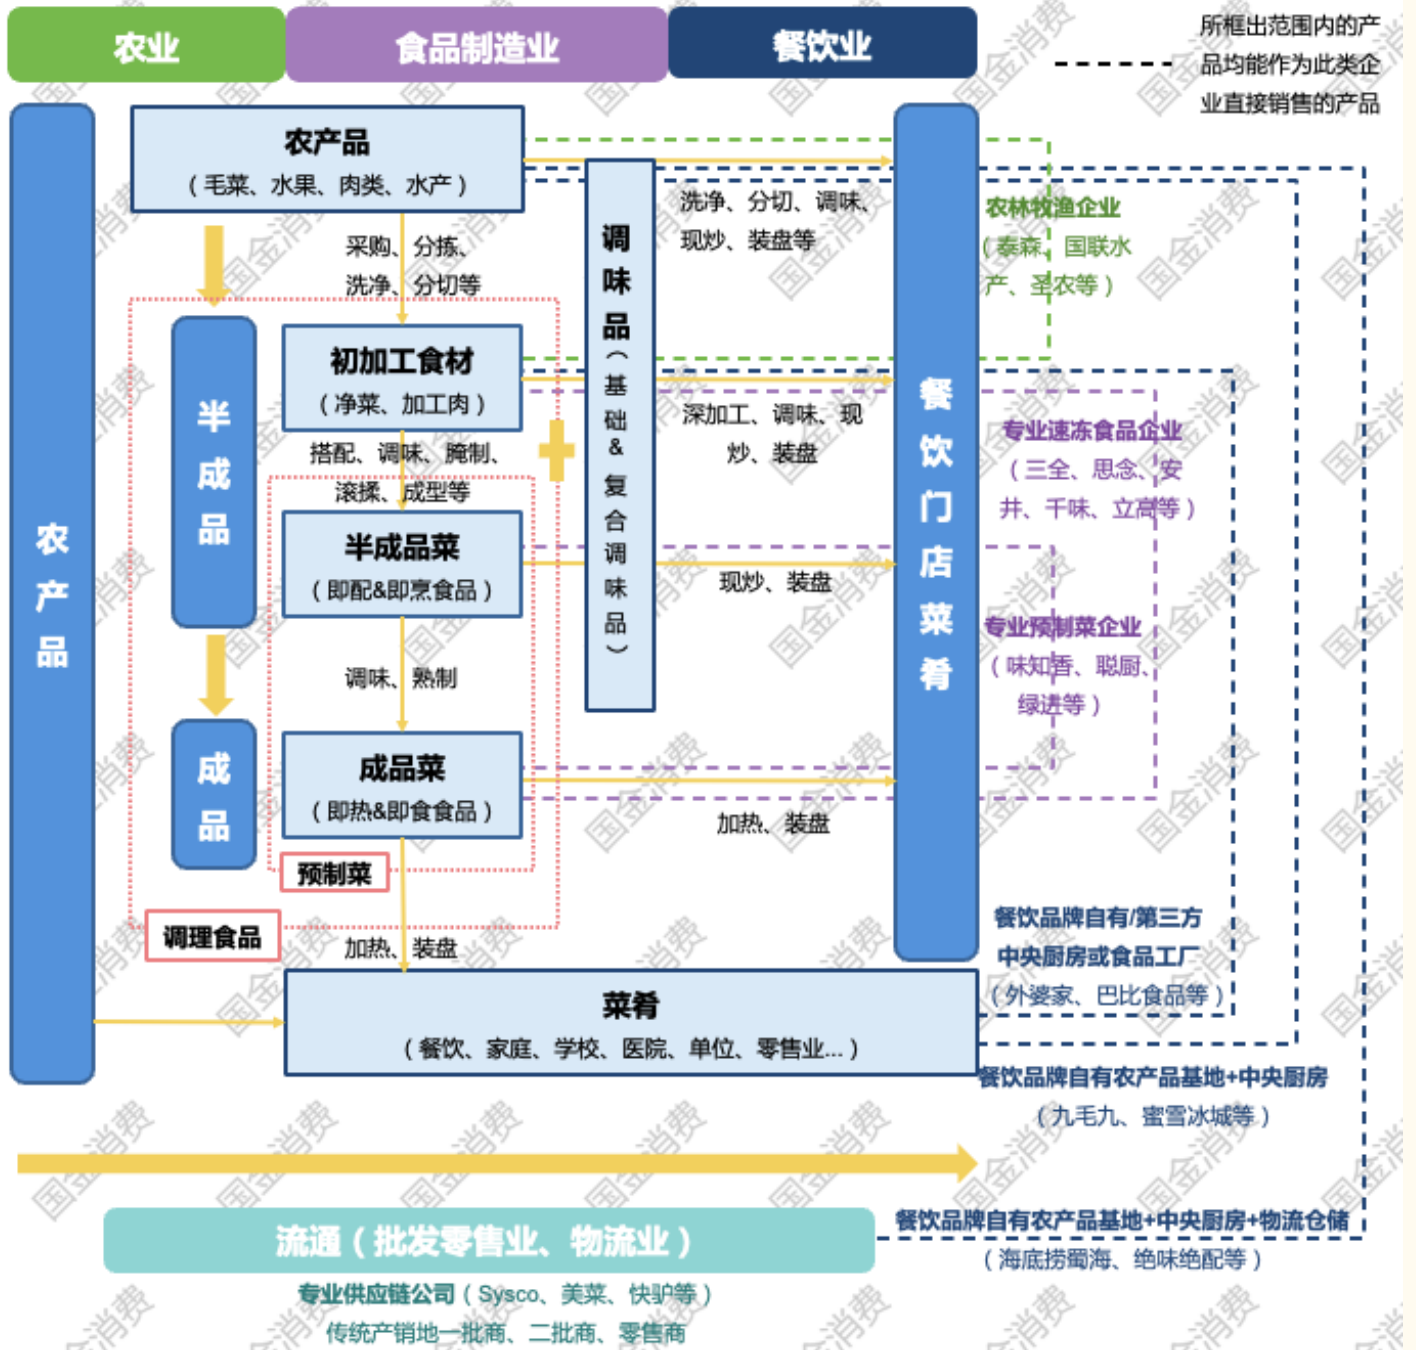 农业
食品制造业
餐饮业
所框出范围内的产
品均能作为此类企
业直接销售的产品
农产品
农产品
（毛菜、水果、肉类、水产）
采购、分拣、
洗净、分切等
半成品
初加工食材
（净菜、加工肉）
搭配、调味、腌制、
滚揉、成型等
半成品菜
（即配&即烹食品）
调味、熟制
成品
成品菜
（即热&即食食品）
预制菜
调理食品
加热、装盘
调味品（基础&复合调味品）
洗净、分切、调味、
现炒、装盘等
深加工、调味、现
炒、装盘
现炒、装盘
加热、装盘
餐饮门店菜肴
农林牧渔企业
（泰森、国联水
产、圣农等）
专业速冻食品企业
（三全、思念、安
井、千味、立高等）
专业预制菜企业
（味知香、聪厨、
绿进等）
餐饮品牌自有/第三方
中央厨房或食品工厂
（外婆家、巴比食品等）
菜肴
（餐饮、家庭、学校、医院、单位、零售业...）
餐饮品牌自有农产品基地+中央厨房
（九毛九、蜜雪冰城等）
餐饮品牌自有农产品基地+中央厨房+物流仓储
（海底捞蜀海、绝味绝配等）
流通（批发零售业、物流业）
专业供应链公司（Sysco、美菜、快驴等）
传统产销地一批商、二批商、零售商
国金消费